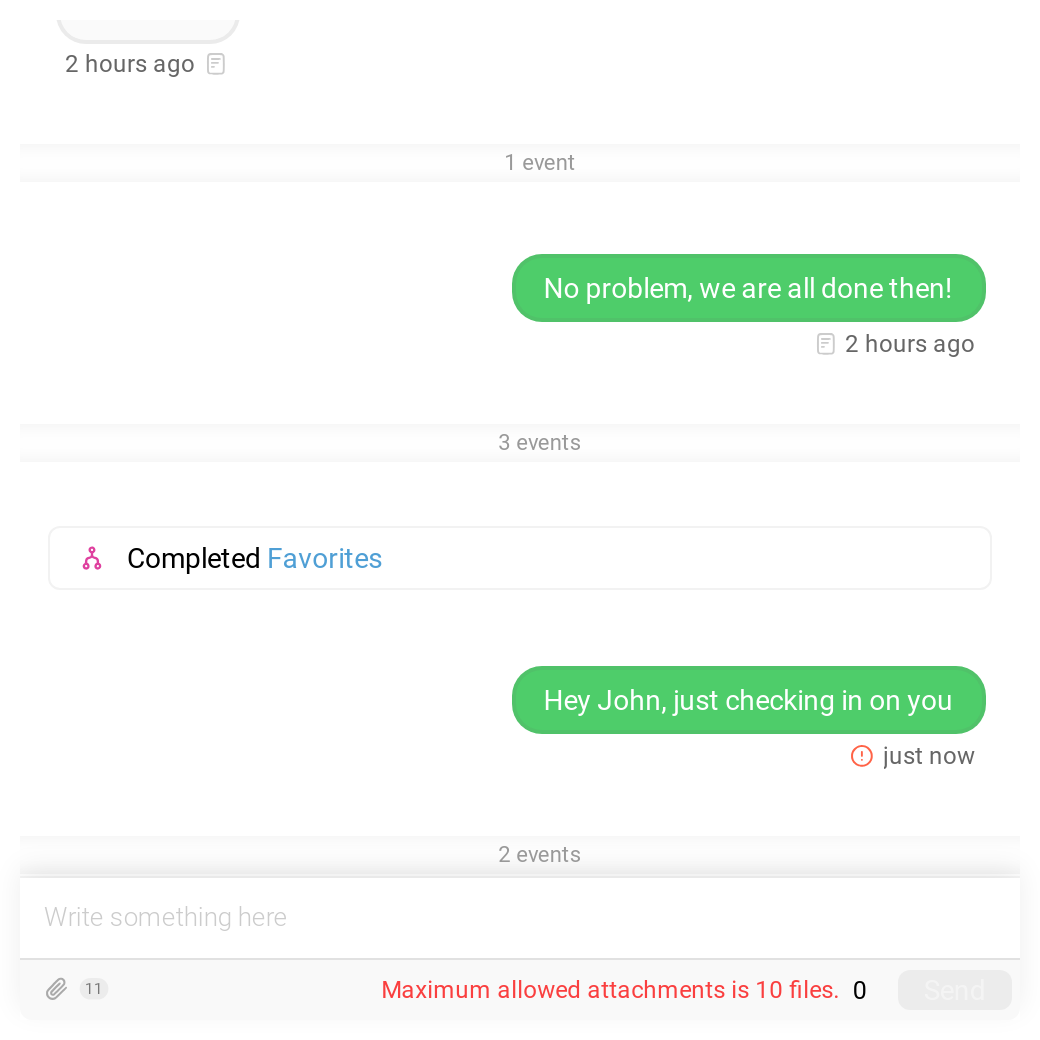 2 hours ago
1 event
No problem, we are all done then!
2 hours ago
3 events
Completed Favorites
Hey John, just checking in on you
just now
2 events
Write something here
11 Maximum allowed attachments is 10 files. 0 Send